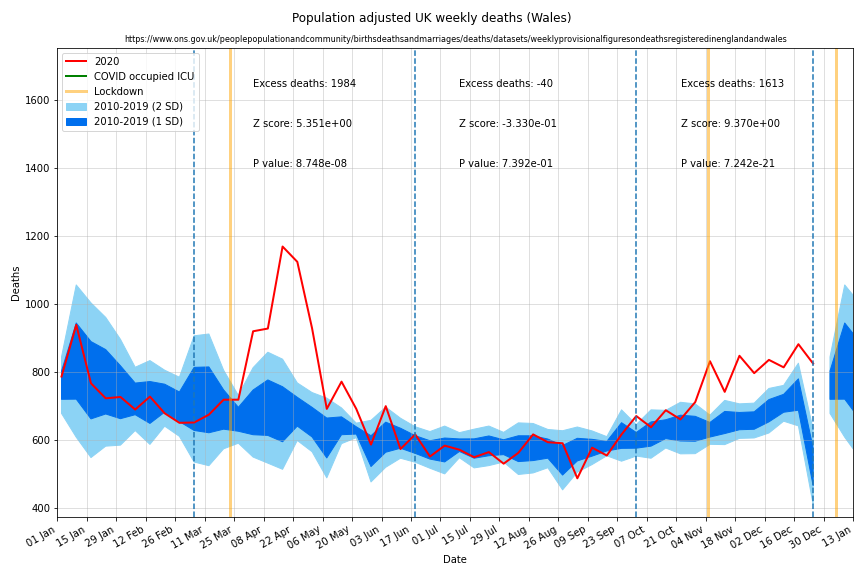 Population adjusted UK weekly deaths (Wales)
https://www.ons.gov.uk/peoplepopulationandcommunity/birthsdeathsandmarriages/deaths/datasets/weeklyprovisionalfiguresondeathsregisteredinenglandandwales
2020
COVID occupied ICU
Lockdown
2010-2019 (2 SD)
2010-2019 (1 SD)
Excess deaths: 1984
Z score: 5.351e+00
P value: 8.748e-08
Excess deaths: -40
Z score: -3.330e-01
P value: 7.392e-01
Excess deaths: 1613
Z score: 9.370e+00
P value: 7.242e-21
Deaths
1600
1400
1200
1000
800
600
400
01 Jan
15 Jan
29 Jan
12 Feb
26 Feb
11 Mar
25 Mar
08 Apr
22 Apr
06 May
20 May
03 Jun
17 Jun
01 Jul
15 Jul
29 Jul
12 Aug
26 Aug
09 Sep
23 Sep
07 Oct
21 Oct
04 Nov
18 Nov
02 Dec
16 Dec
30 Dec
13 Jan
Date